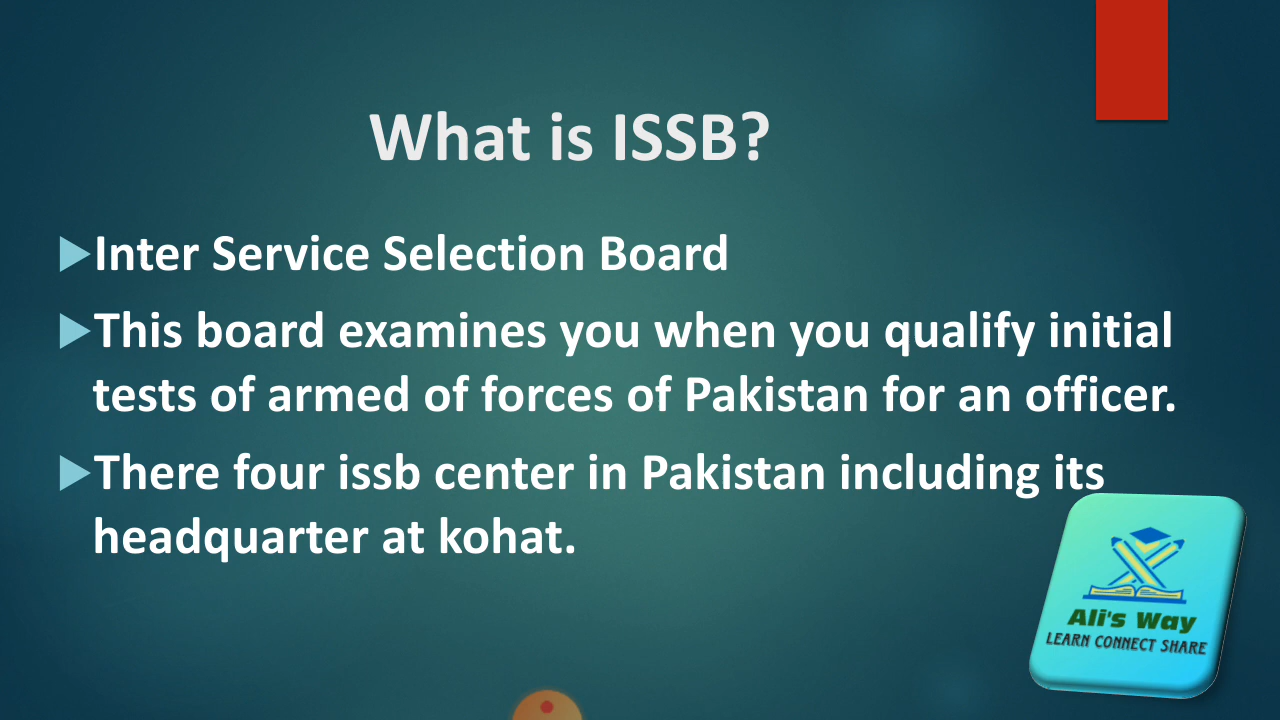 What is ISSB?
Inter Service Selection Board
This board examines you when you qualify initial
tests of armed of forces of Pakistan for an officer.
There four issb center in Pakistan including its
headquarter at kohat.
Ali's Way
LEARN CONNECT SHARE